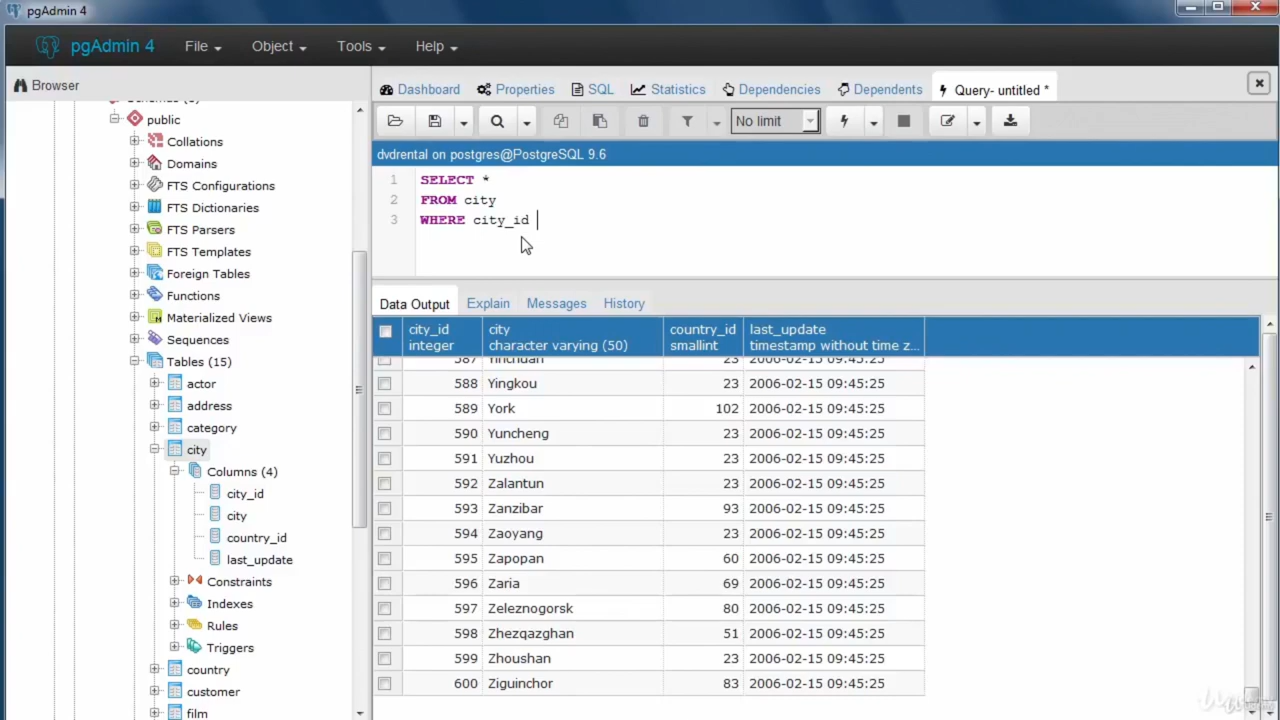 pgAdmin 4
pgAdmin 4 File Object Tools Help
Browser
Dashboard Properties SQL Statistics Dependencies Dependents Query- untitled *
No limit
dvdrental on postgres@PostgreSQL 9.6
1 SELECT *
2 FROM city
3 WHERE city_id
public
Collations
Domains
FTS Configurations
FTS Dictionaries
FTS Parsers
FTS Templates
Foreign Tables
Functions
Materialized Views
Sequences
Tables (15)
actor
address
category
city
Columns (4)
city_id
city
country_id
last_update
Constraints
Indexes
Rules
Triggers
country
customer
film
Data Output Explain Messages History
city_id city country_id last_update
integer character varying (50) smallint timestamp without time z...
587 Yinchuan 23 2006-02-15 09:45:25
588 Yingkou 23 2006-02-15 09:45:25
589 York 102 2006-02-15 09:45:25
590 Yuncheng 23 2006-02-15 09:45:25
591 Yuzhou 23 2006-02-15 09:45:25
592 Zalantun 23 2006-02-15 09:45:25
593 Zanzibar 93 2006-02-15 09:45:25
594 Zaoyang 23 2006-02-15 09:45:25
595 Zapopan 60 2006-02-15 09:45:25
596 Zaria 69 2006-02-15 09:45:25
597 Zeleznogorsk 80 2006-02-15 09:45:25
598 Zhezqazghan 51 2006-02-15 09:45:25
599 Zhoushan 23 2006-02-15 09:45:25
600 Ziguinchor 83 2006-02-15 09:45:25